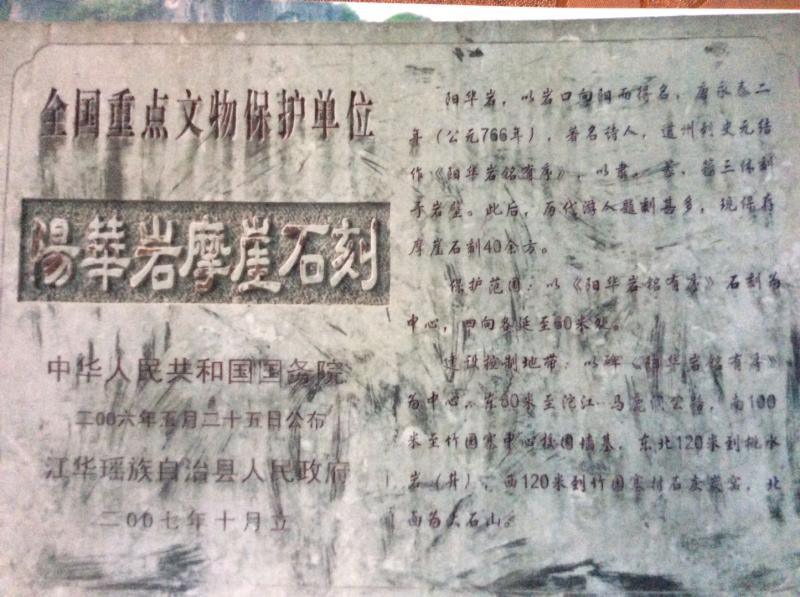 全国重点文物保护单位
陽華岩摩崖石刻
中华人民共和国国务院
二00六年五月二十五日公布
江华瑶族自治县人民政府
二00七年十月立
阳华岩，以岩口向阳而得名，唐永泰二
年（公元766年），著名诗人，道州刺史元结
作《阳华岩铭有序》，以篆三体刻
于岩壁。此后，历代游人题刻甚多，现保存
摩崖石刻40余方。
保护范围：以《阳华岩铭有序》石刻为
中心，四向各延至60米处。
建设控制地带：以碑《阳华岩铭有序》
为中心，东80米至沱江—马公路，南100
米至竹园寨中心校围墙基，东北120米到桃水
岩（井），西120米到竹园寨村石灰窑，北
面为大石山。